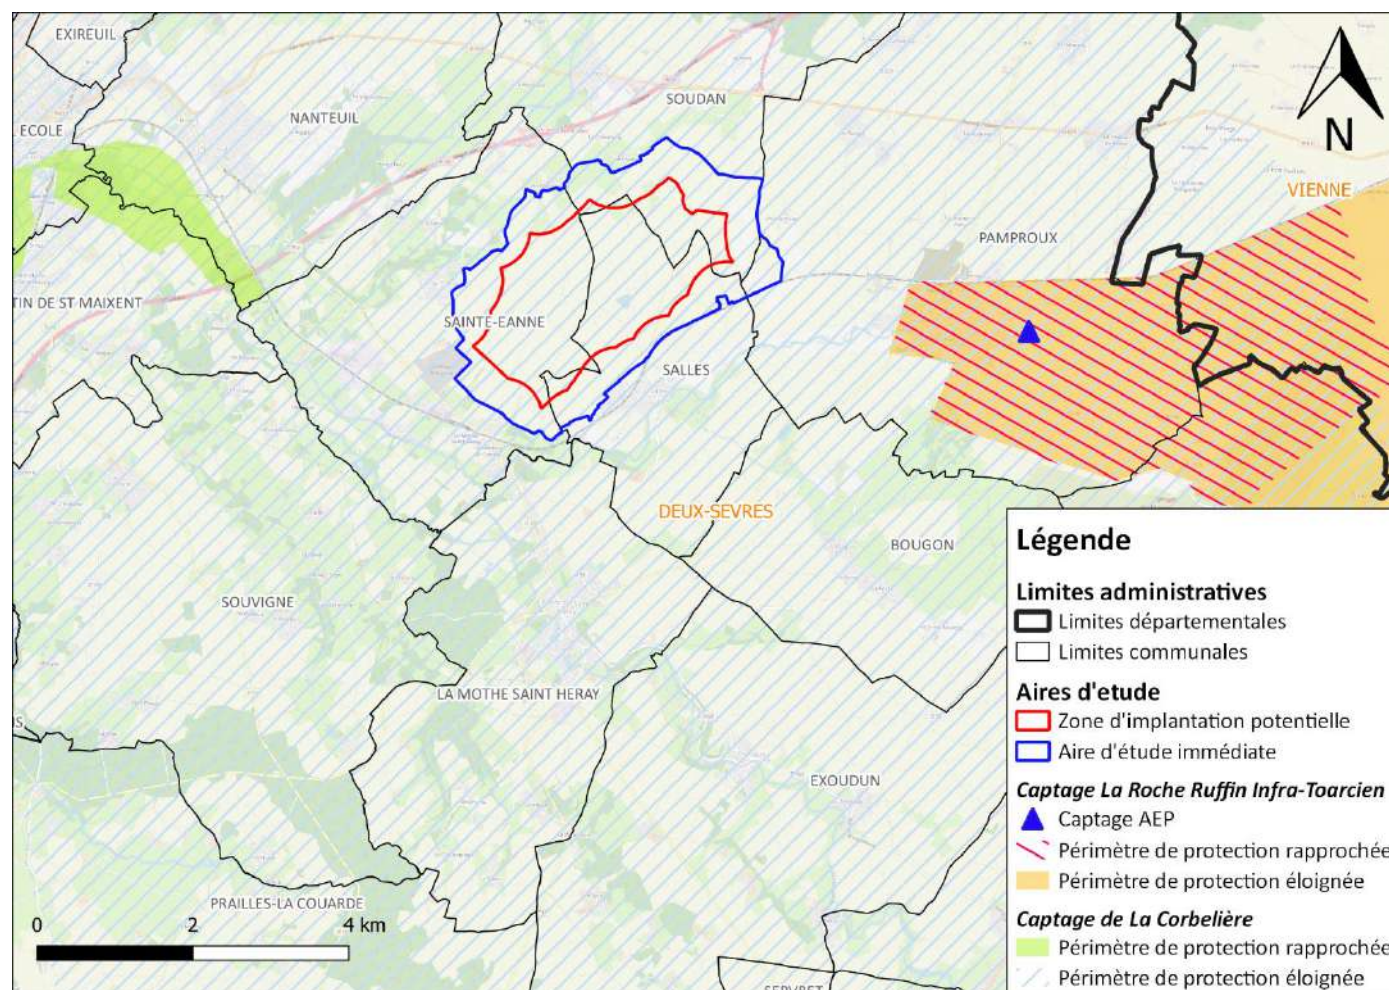 EXIREUIL
SOUDAN
NANTEUIL
L ECOLE
N
VIENNE
PAMPROUX
TIN DE ST MAIXENT
SAINTE-EANNE
SALLES
DEUX-SEVRES
BOUGON
SOUVIGNE
LA MOTHE SAINT HERAY
EXOUDUN
PRAILLES-LA COUARDE
0 2 4 km
Légende
Limites administratives
Limites départementales
Limites communales
Aires d'etude
Zone d'implantation potentielle
Aire d'étude immédiate
Captage La Roche Ruffin Infra-Toarcien
Captage AEP
Périmètre de protection rapprochée
Périmètre de protection éloignée
Captage de La Corbelière
Périmètre de protection rapprochée
Périmètre de protection éloignée